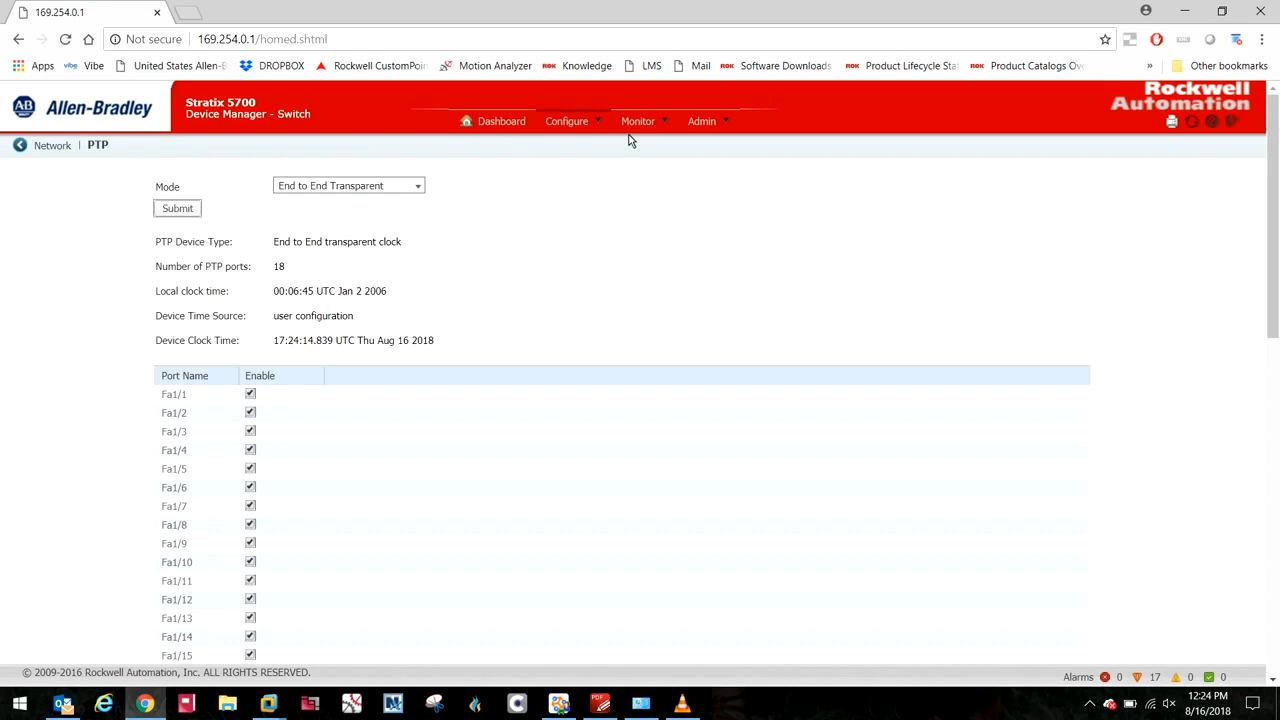 169.254.0.1
Not secure 169.254.0.1/homed.shtml
Apps vibe Vibe United States Allen-B DROPBOX Rockwell CustomPoin Motion Analyzer ROK Knowledge LMS Mail ROK Software Downloads ROK Product Lifecycle Sta ROK Product Catalogs Ove » Other bookmarks
AB Allen-Bradley
Stratix 5700
Device Manager - Switch
Dashboard Configure Monitor Admin
Rockwell
Automation
Network | PTP
Mode End to End Transparent
Submit
PTP Device Type: End to End transparent clock
Number of PTP ports: 18
Local clock time: 00:06:45 UTC Jan 2 2006
Device Time Source: user configuration
Device Clock Time: 17:24:14.839 UTC Thu Aug 16 2018
Port Name Enable
Fa1/1
Fa1/2
Fa1/3
Fa1/4
Fa1/5
Fa1/6
Fa1/7
Fa1/8
Fa1/9
Fa1/10
Fa1/11
Fa1/12
Fa1/13
Fa1/14
Fa1/15
© 2009-2016 Rockwell Automation, Inc. ALL RIGHTS RESERVED.
Alarms 0 17 0 0
12:24 PM
8/16/2018